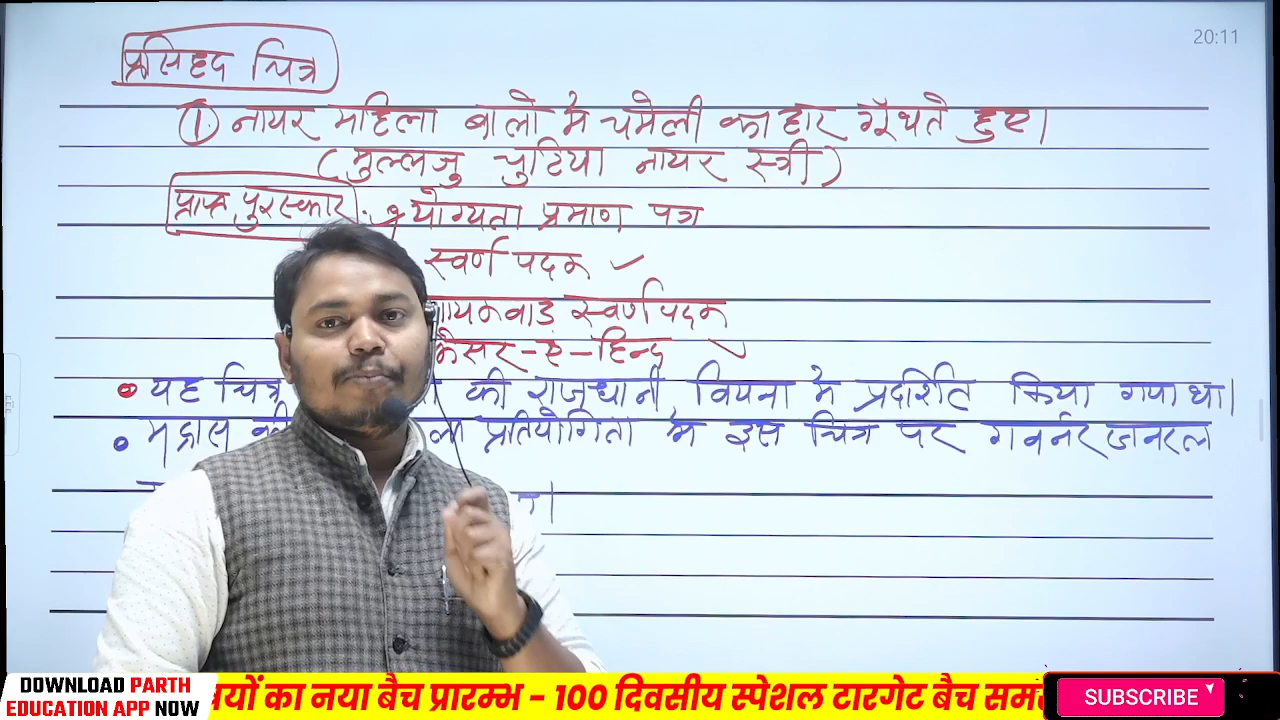 20:11
प्रसिद्द चित्र
① नायर महिला बालो मे चमेली का हार गूँथते हुए।
(मुल्लजु चुटिया नायर स्त्री)
प्राप्त पुरस्कार योग्यता प्रमाण पत्र
स्वर्ण पदक
गायकवाड स्वर्ण पदक
कैसर-ए-हिन्द
यह चित्र की राजधानी वियना मे प्रदर्शित किया गया था।
मद्रास की प्रतियोगिता मे इस चित्र पर गवर्नर जनरल
DOWNLOAD PARTH
EDUCATION APP NOW
का नया बैच प्रारम्भ - 100 दिवसीय स्पेशल टारगेट बैच
SUBSCRIBE